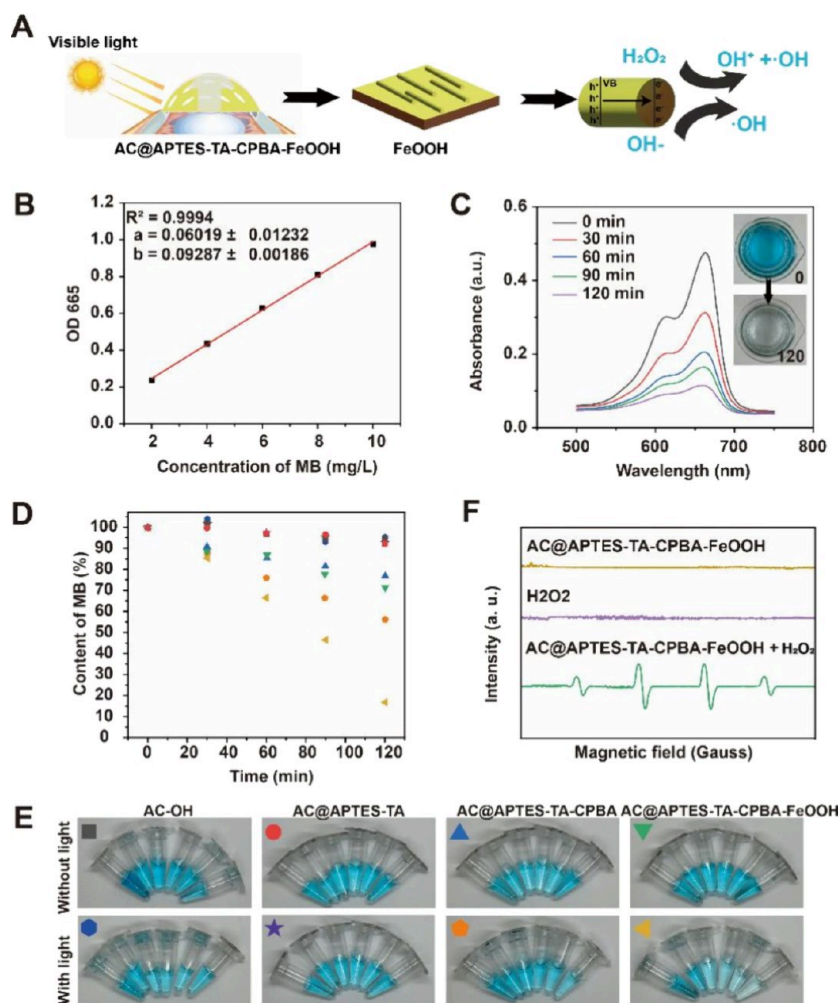 A
Visible light
AC@APTES-TA-CPBA-FeOOH
FeOOH
h⁺
h⁺
h⁺
h⁺
VB
e⁻
e⁻
e⁻
e⁻
H₂O₂
OH⁺ +·OH
OH-
·OH
B
R² = 0.9994
a = 0.06019 ± 0.01232
b = 0.09287 ± 0.00186
1.2
1.0
0.8
0.6
0.4
0.2
0.0
OD 665
2 4 6 8 10
Concentration of MB (mg/L)
C
0 min
30 min
60 min
90 min
120 min
0
120
0.6
0.4
0.2
0.0
Absorbance (a.u.)
500 600 700 800
Wavelength (nm)
D
100
90
80
70
60
50
40
30
20
10
0
Content of MB (%)
0 20 40 60 80 100 120
Time (min)
F
AC@APTES-TA-CPBA-FeOOH
H2O2
AC@APTES-TA-CPBA-FeOOH + H₂O₂
Intensity (a. u.)
Magnetic field (Gauss)
E
AC-OH AC@APTES-TA AC@APTES-TA-CPBA AC@APTES-TA-CPBA-FeOOH
Without light
With light